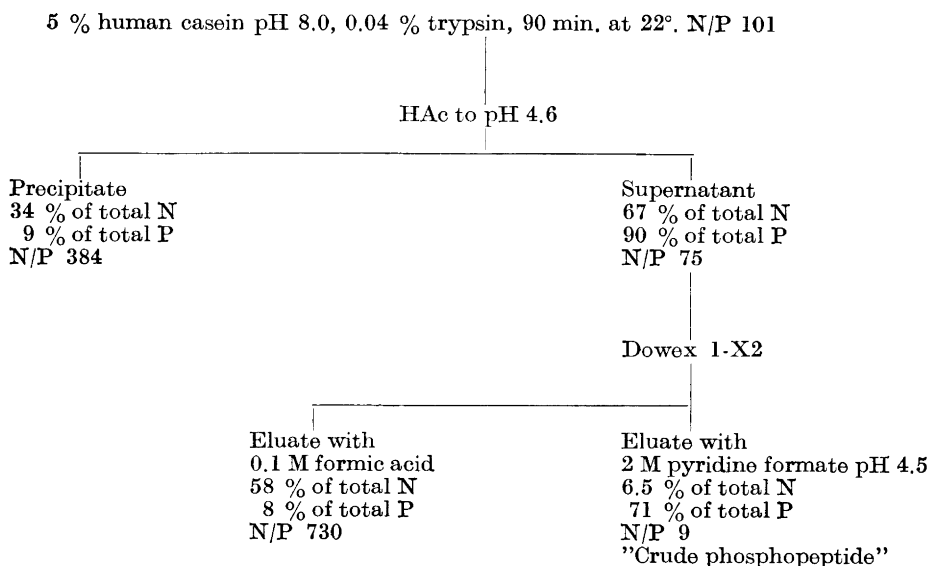 5 % human casein pH 8.0, 0.04 % trypsin, 90 min. at 22°. N/P 101
HAc to pH 4.6
Precipitate
34 % of total N
9 % of total P
N/P 384
Supernatant
67 % of total N
90 % of total P
N/P 75
Dowex 1-X2
Eluate with
0.1 M formic acid
58 % of total N
8 % of total P
N/P 730
Eluate with
2 M pyridine formate pH 4.5
6.5 % of total N
71 % of total P
N/P 9
"Crude phosphopeptide"